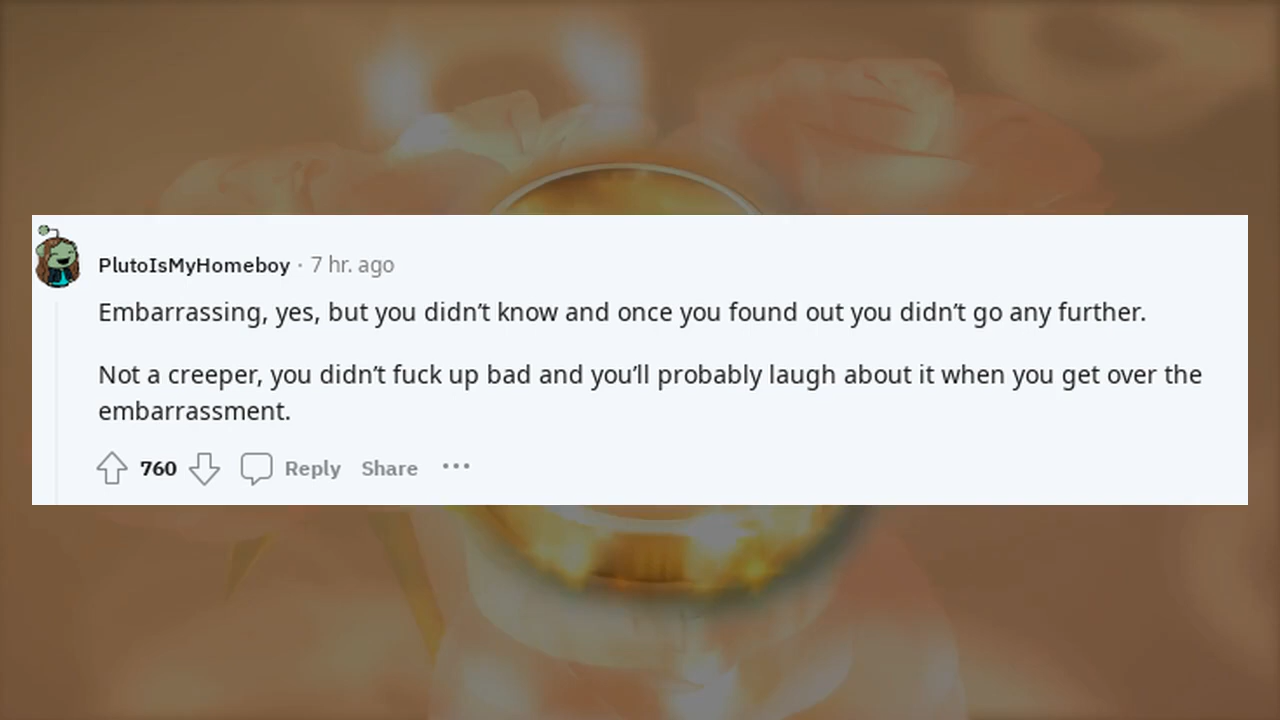 PlutoIsMyHomeboy · 7 hr. ago
Embarrassing, yes, but you didn’t know and once you found out you didn’t go any further.
Not a creeper, you didn’t fuck up bad and you’ll probably laugh about it when you get over the
embarrassment.
760 Reply Share ···